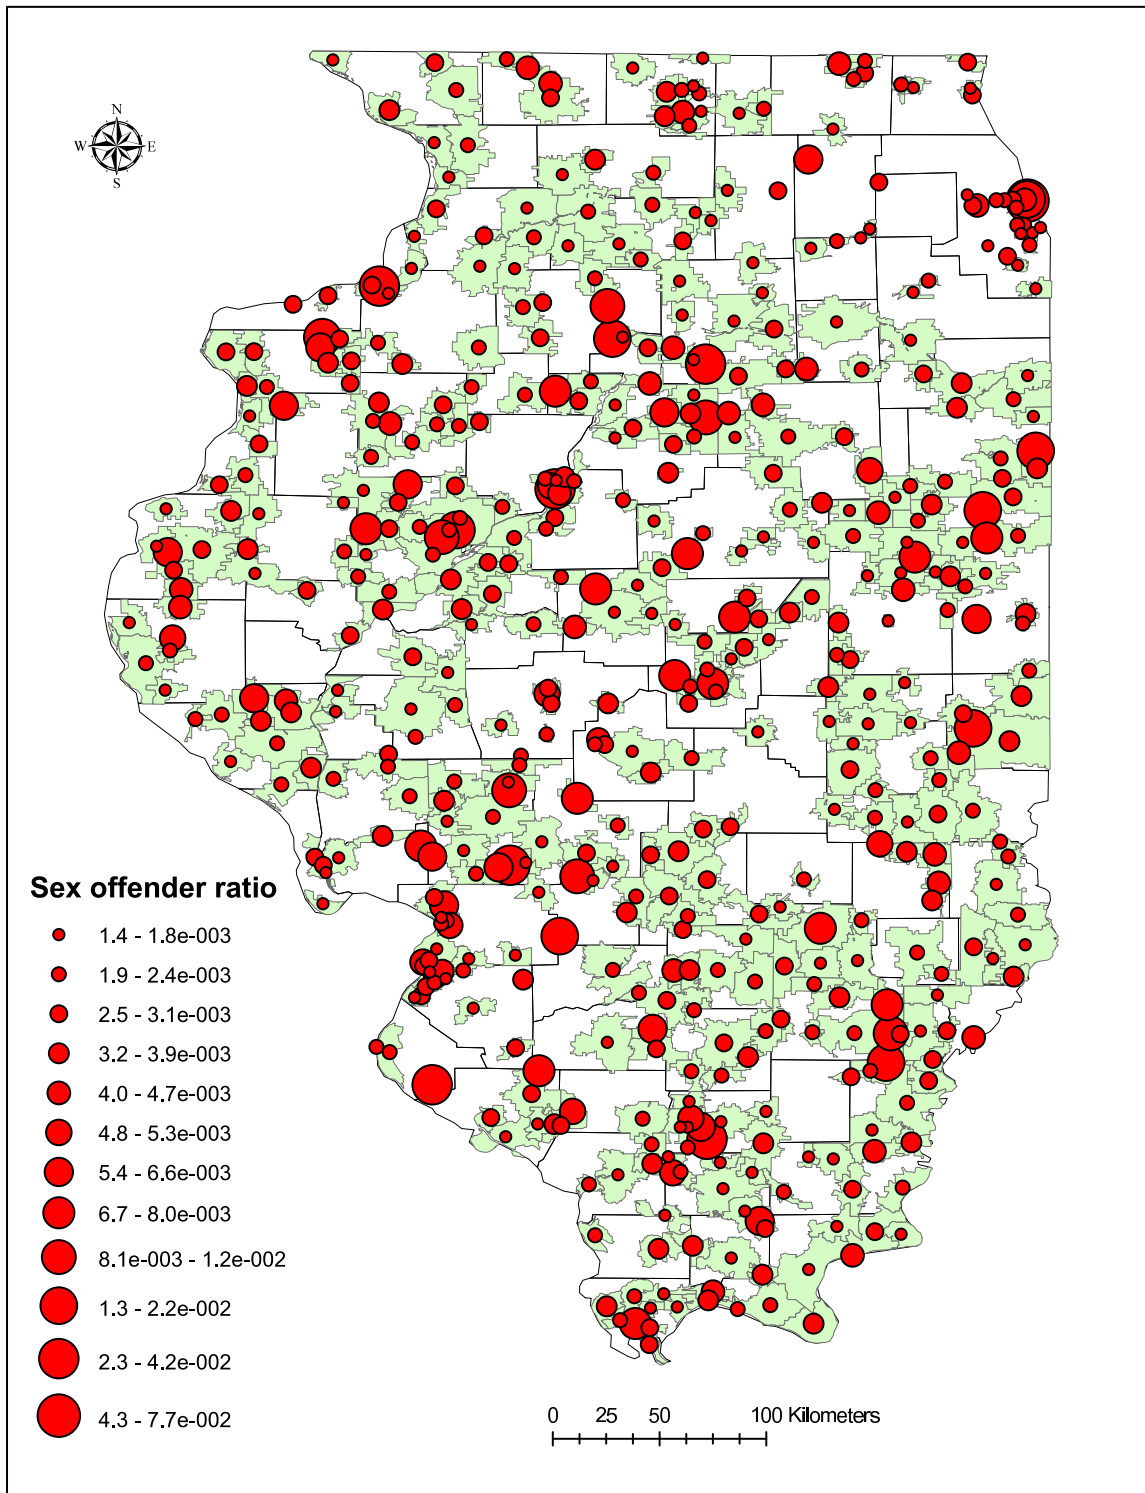 N
W E
S
Sex offender ratio
1.4 - 1.8e-003
1.9 - 2.4e-003
2.5 - 3.1e-003
3.2 - 3.9e-003
4.0 - 4.7e-003
4.8 - 5.3e-003
5.4 - 6.6e-003
6.7 - 8.0e-003
8.1e-003 - 1.2e-002
1.3 - 2.2e-002
2.3 - 4.2e-002
4.3 - 7.7e-002
0 25 50 100 Kilometers